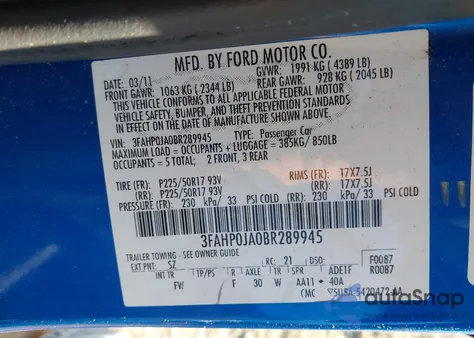 MFD. BY FORD MOTOR CO.
DATE: 03/11 GVWR: 1991 KG (4389 LB)
FRONT GAWR: 1063 KG (2344 LB) REAR GAWR: 928 KG (2045 LB)
THIS VEHICLE CONFORMS TO ALL APPLICABLE FEDERAL MOTOR
VEHICLE SAFETY, BUMPER, AND THEFT PREVENTION STANDARDS
IN EFFECT ON THE DATE OF MANUFACTURE SHOWN ABOVE.
VIN: 3FAHP0JA0BR289945 TYPE: Passenger Car
MAXIMUM LOAD = OCCUPANTS + LUGGAGE = 385KG / 850LB
OCCUPANTS = 5 TOTAL: 2 FRONT, 3 REAR
TIRE (FR): P225/50R17 93V RIMS (FR): 17X7.5J
(RR): P225/50R17 93V (RR): 17X7.5J
PRESSURE (FR): 230 kPa/ 33 PSI COLD (RR): 230 kPa/ 33 PSI COLD
3FAHP0JA0BR289945
TRAILER TOWING - SEE OWNER GUIDE
EXT PNT: SZ RC: 21 DSO: F0087
INT TR TP/PS R AXLE TR SPR ADE1F R0087
FW F 30 W AA11 - 40A
CMC
autoSnap